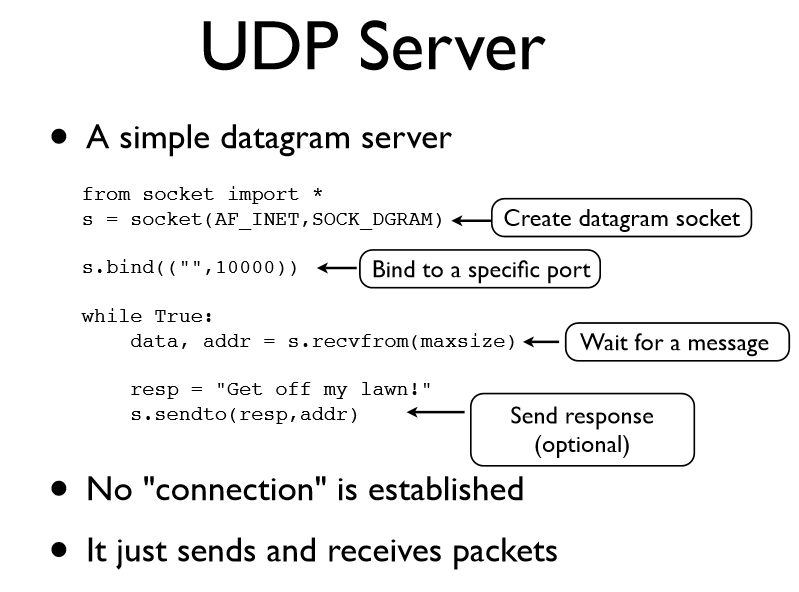 UDP Server
• A simple datagram server
from socket import *
s = socket(AF_INET,SOCK_DGRAM)
Create datagram socket
s.bind(("",10000))
Bind to a specific port
while True:
data, addr = s.recvfrom(maxsize)
Wait for a message
resp = "Get off my lawn!"
s.sendto(resp,addr)
Send response
(optional)
• No "connection" is established
• It just sends and receives packets